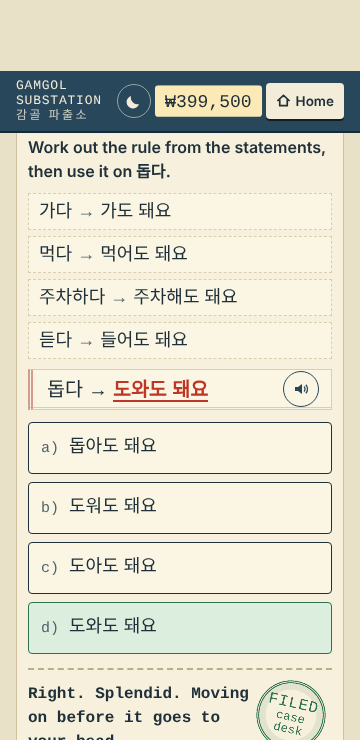 GAMGOL
SUBSTATION
감골 파출소
₩399,500
Home
Work out the rule from the statements,
then use it on 돕다.
가다 → 가도 돼요
먹다 → 먹어도 돼요
주차하다 → 주차해도 돼요
듣다 → 들어도 돼요
돕다 → 도와도 돼요
a) 돕아도 돼요
b) 도워도 돼요
c) 도아도 돼요
d) 도와도 돼요
Right. Splendid. Moving
on before it goes to
your head.
FILED
case
desk